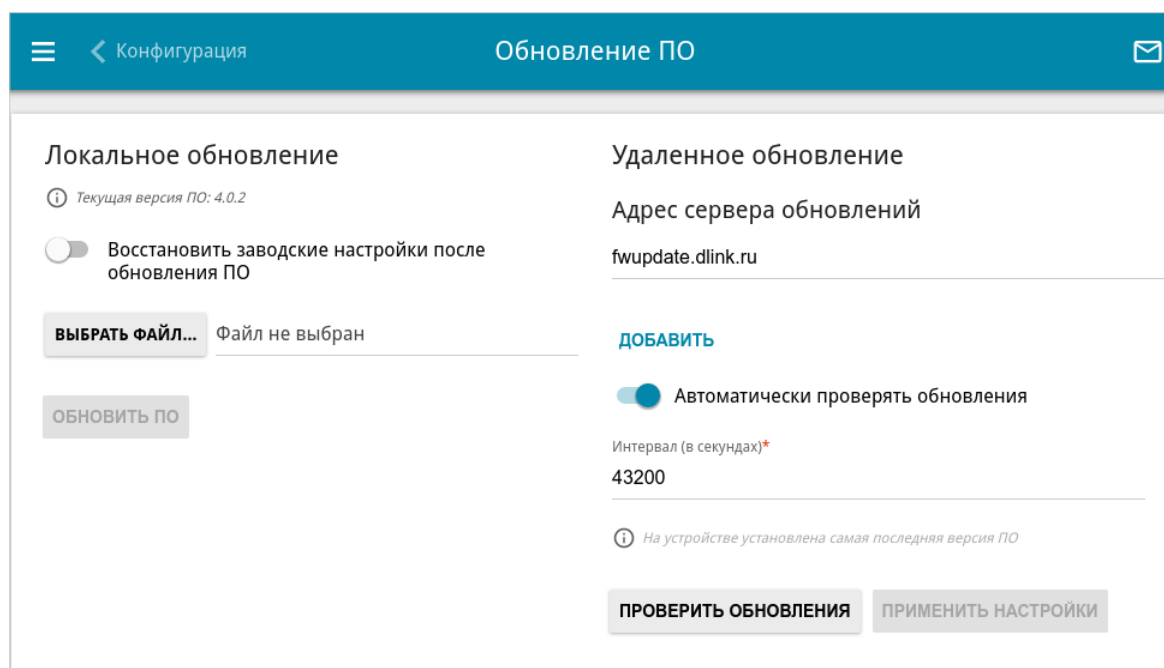 Конфигурация
Обновление ПО
Локальное обновление
Текущая версия ПО: 4.0.2
Восстановить заводские настройки после
обновления ПО
ВЫБРАТЬ ФАЙЛ... Файл не выбран
ОБНОВИТЬ ПО
Удаленное обновление
Адрес сервера обновлений
fwupdate.dlink.ru
ДОБАВИТЬ
Автоматически проверять обновления
Интервал (в секундах)*
43200
На устройстве установлена самая последняя версия ПО
ПРОВЕРИТЬ ОБНОВЛЕНИЯ ПРИМЕНИТЬ НАСТРОЙКИ